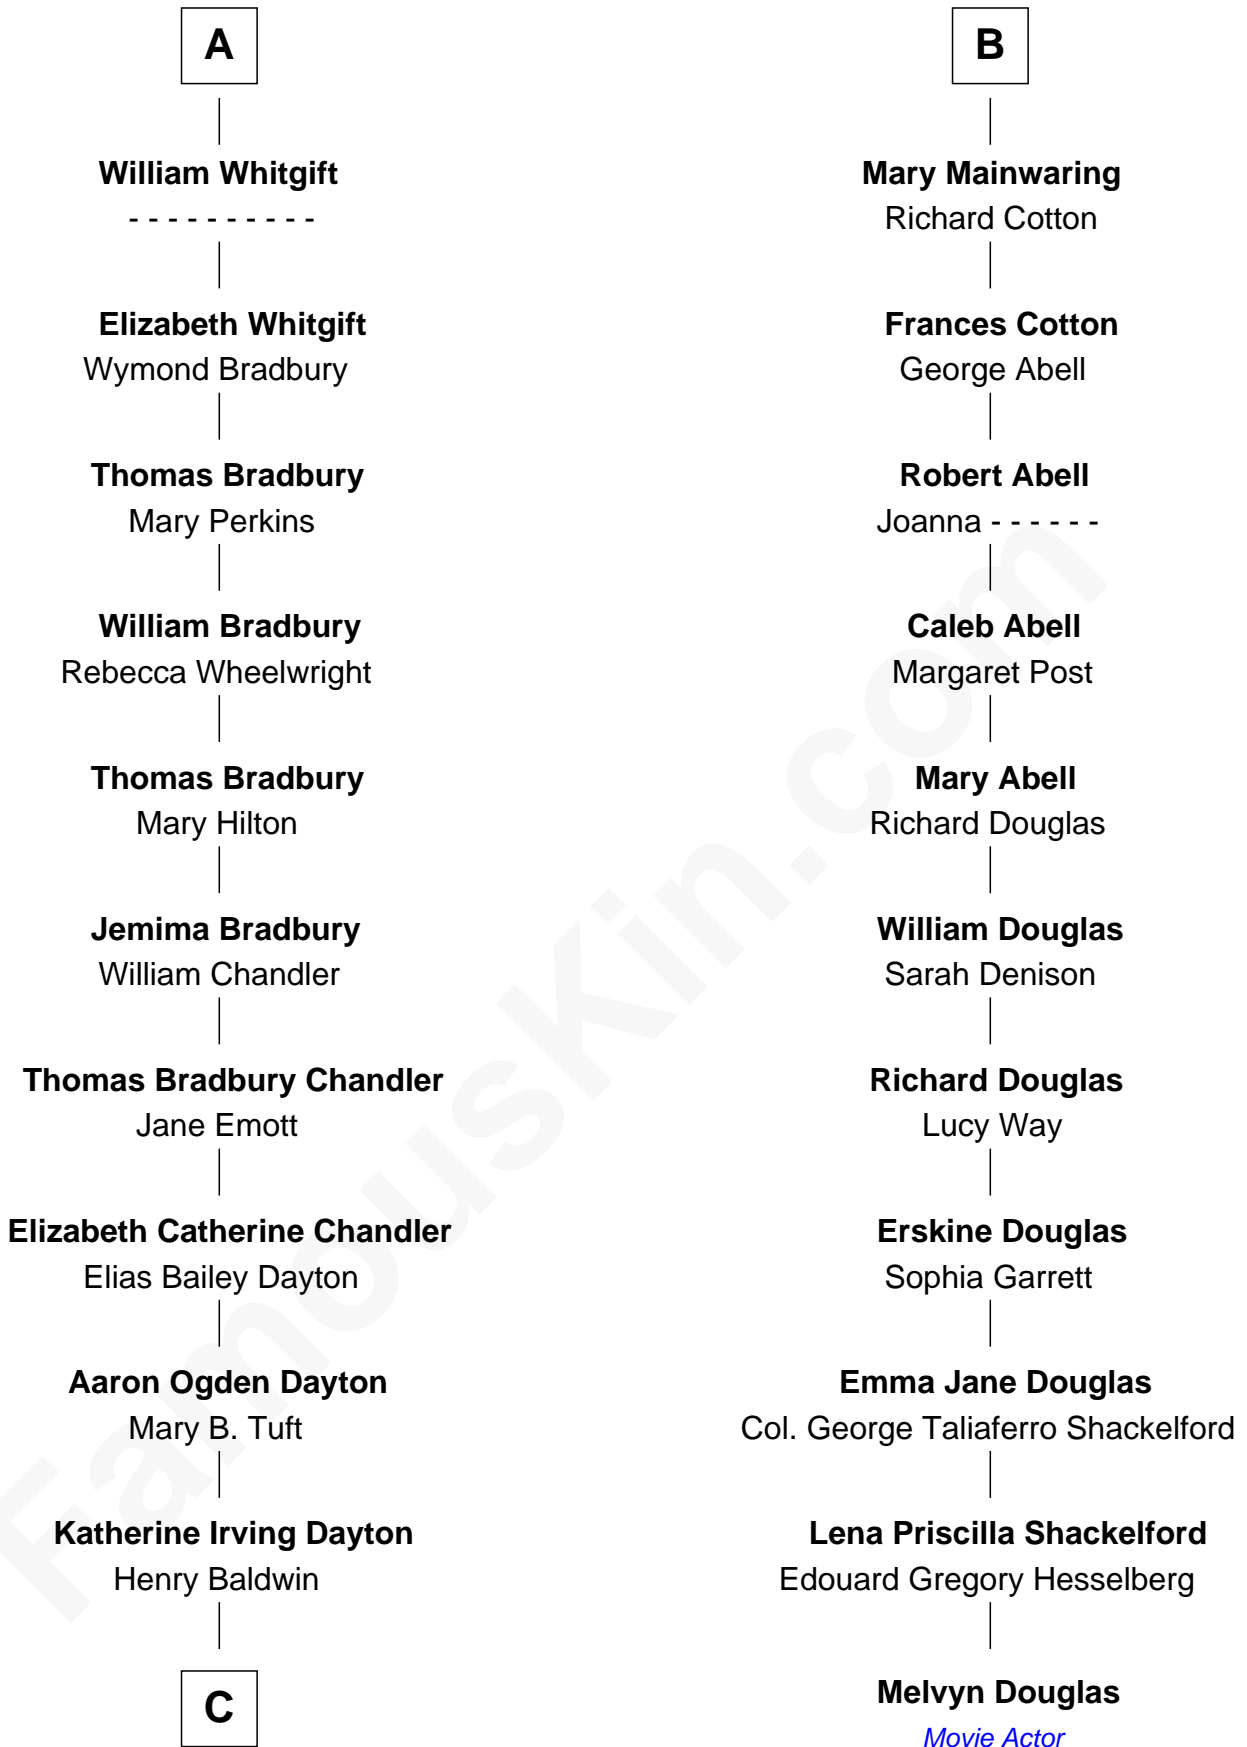 A
William Whitgift
- - - - - - - - - -
Elizabeth Whitgift
Wymond Bradbury
Thomas Bradbury
Mary Perkins
William Bradbury
Rebecca Wheelwright
Thomas Bradbury
Mary Hilton
Jemima Bradbury
William Chandler
Thomas Bradbury Chandler
Jane Emott
Elizabeth Catherine Chandler
Elias Bailey Dayton
Aaron Ogden Dayton
Mary B. Tuft
Katherine Irving Dayton
Henry Baldwin
C
B
Mary Mainwaring
Richard Cotton
Frances Cotton
George Abell
Robert Abell
Joanna - - - - - -
Caleb Abell
Margaret Post
Mary Abell
Richard Douglas
William Douglas
Sarah Denison
Richard Douglas
Lucy Way
Erskine Douglas
Sophia Garrett
Emma Jane Douglas
Col. George Taliaferro Shackelford
Lena Priscilla Shackelford
Edouard Gregory Hesselberg
Melvyn Douglas
Movie Actor
FamousKin.com